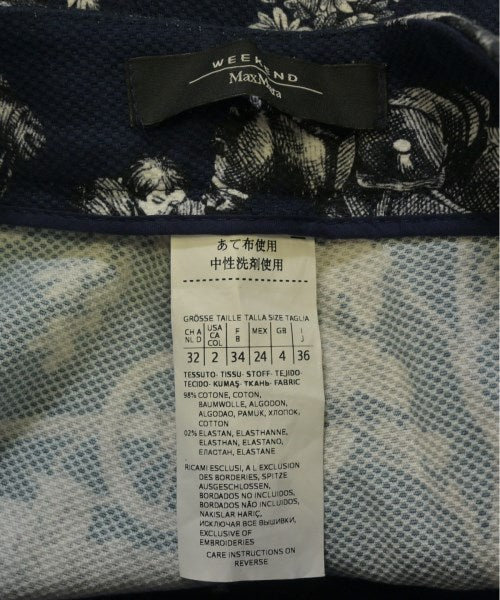 WEEKEND
MaxMara
あて布使用
中性洗剤使用
GRÖSSE TAILLE TALLA SIZE TAGLIA
CH A NL D USA CA COL F B MEX GB I J
32 2 34 24 4 36
TESSUTO- TISSU- STOFF- TEJIDO-
TECIDO- KUMAŞ- ТКАНЬ- FABRIC
98% COTONE, COTON,
BAUMWOLLE, ALGODON,
ALGODAO, PAMUK, ХЛОПОК,
COTTON
02% ELASTAN, ELASTHANNE,
ELASTHAN, ELASTANO,
ЕЛАСТАН, ELASTANE
RICAMI ESCLUSI, A L EXCLUSION
DES BORDERIES, SPITZE
AUSGESCHLOSSEN,
BORDADOS NO INCLUIDOS,
BORDADOS NÃO INCLUIDOS,
NAKISLAR HARIÇ,
ИСКЛЮЧАЯ ВСЕ ВЫШИВКИ,
EXCLUSIVE OF
EMBROIDERIES
CARE INSTRUCTIONS ON
REVERSE